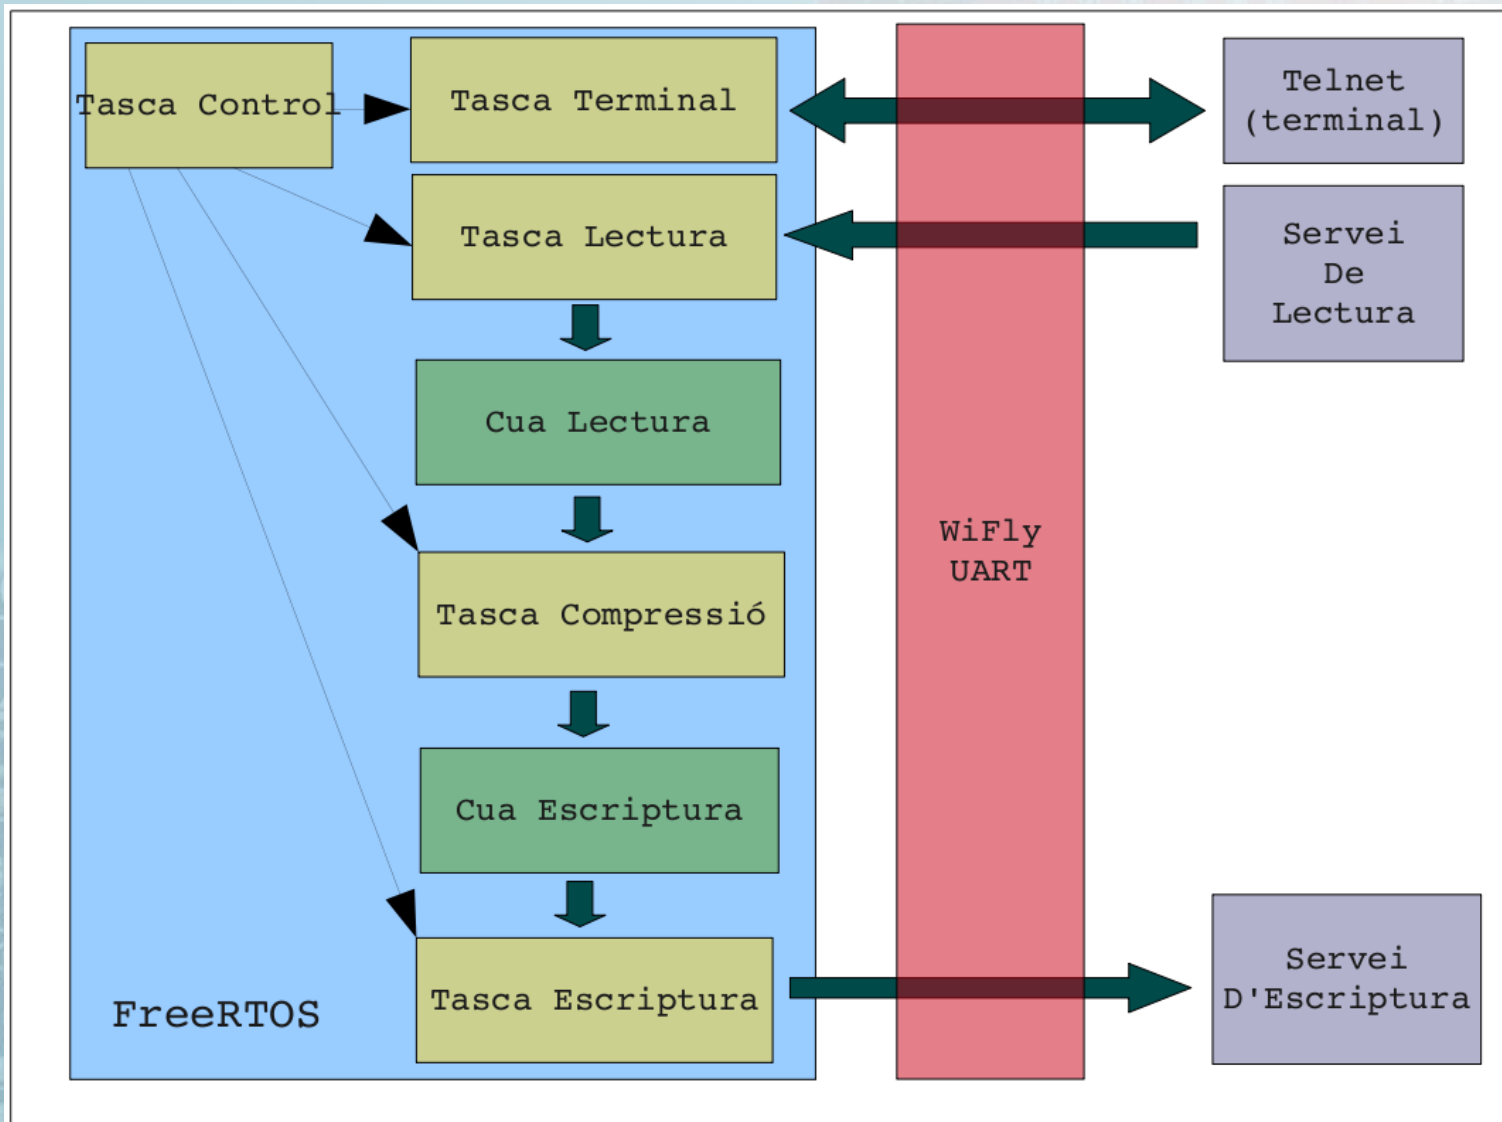 Tasca Control
Tasca Terminal
Telnet
(terminal)
Tasca Lectura
Servei
De
Lectura
Cua Lectura
WiFly
UART
Tasca Compressió
Cua Escriptura
Tasca Escriptura
Servei
D'Escriptura
FreeRTOS